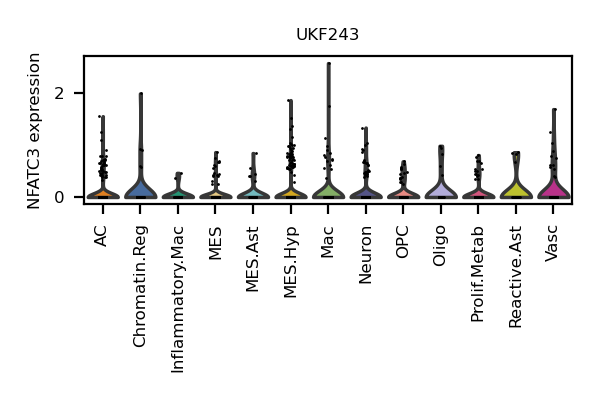 UKF243
NFATC3 expression
2
0
AC
Chromatin.Reg
Inflammatory.Mac
MES
MES.Ast
MES.Hyp
Mac
Neuron
OPC
Oligo
Prolif.Metab
Reactive.Ast
Vasc